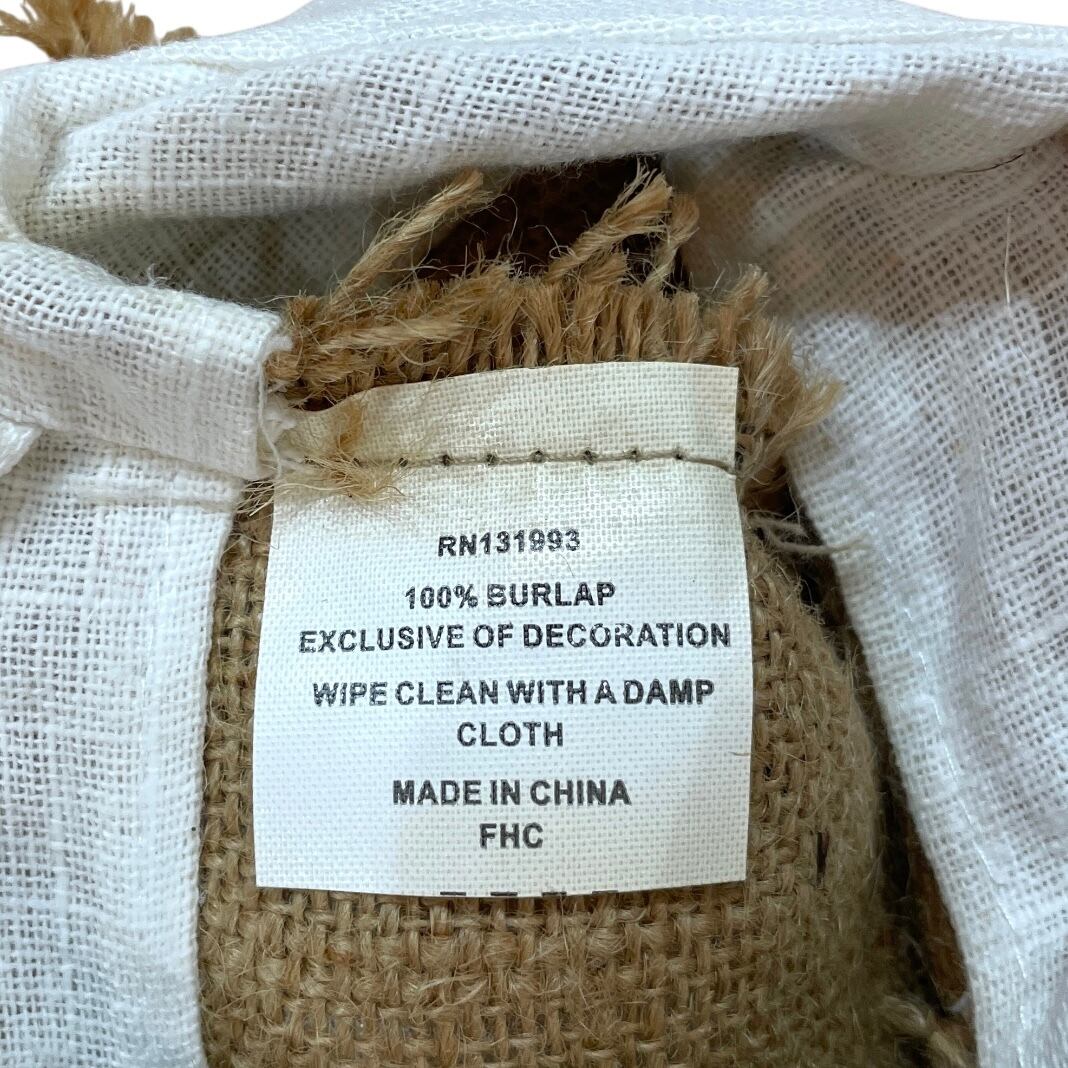 RN131993
100% BURLAP
EXCLUSIVE OF DECORATION
WIPE CLEAN WITH A DAMP
CLOTH
MADE IN CHINA
FHC